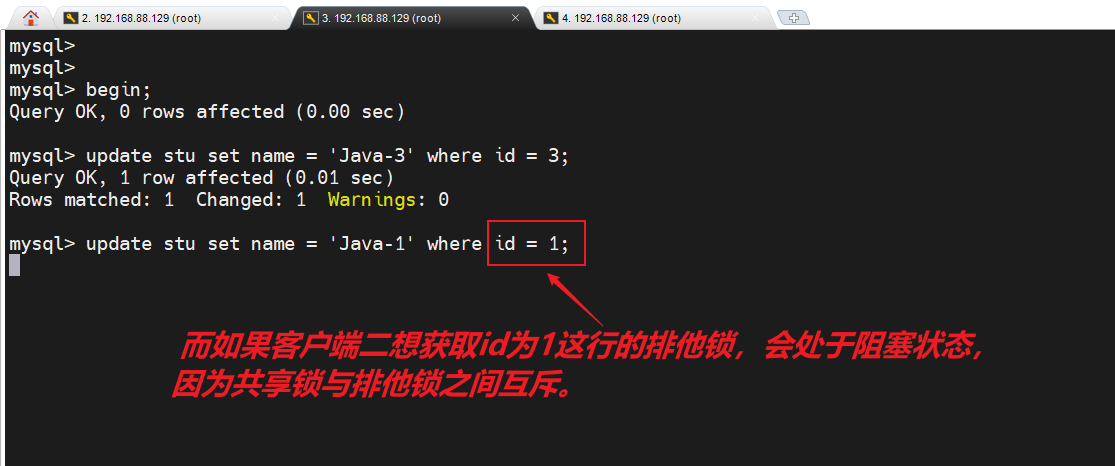 2. 192.168.88.129 (root)
3. 192.168.88.129 (root)
4. 192.168.88.129 (root)
mysql>
mysql>
mysql> begin;
Query OK, 0 rows affected (0.00 sec)
mysql> update stu set name = 'Java-3' where id = 3;
Query OK, 1 row affected (0.01 sec)
Rows matched: 1  Changed: 1  Warnings: 0
mysql> update stu set name = 'Java-1' where id = 1;
而如果客户端二想获取id为1这行的排他锁，会处于阻塞状态，
因为共享锁与排他锁之间互斥。